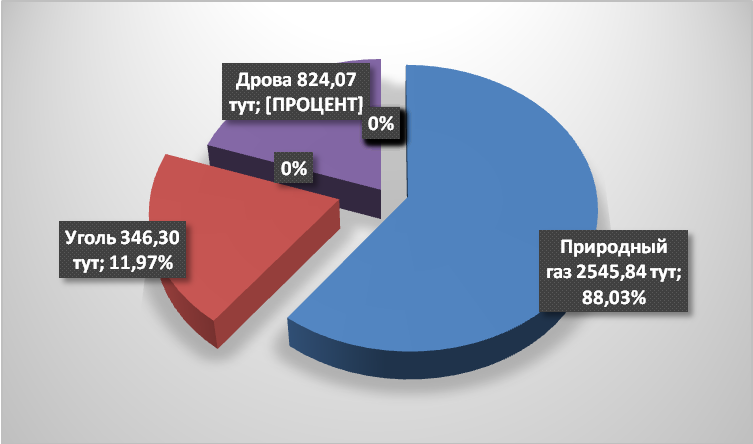 Дрова 824,07
тут; [ПРОЦЕНТ]
0%
0%
Уголь 346,30
тут; 11,97%
Природный
газ 2545,84 тут;
88,03%